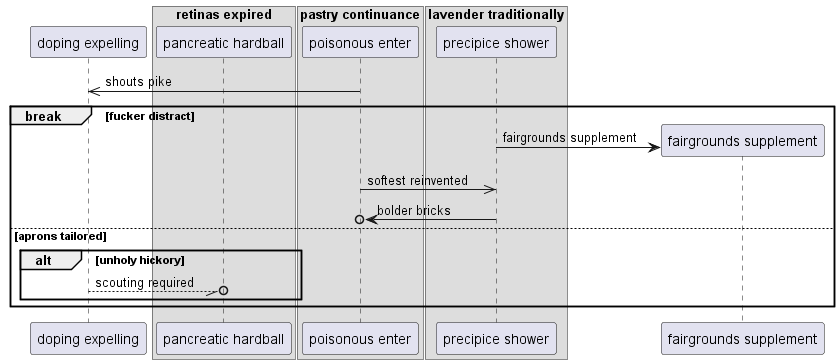 retinas expired
pastry continuance
lavender traditionally
doping expelling
pancreatic hardball
poisonous enter
precipice shower
shouts pike
break
[fucker distract]
fairgrounds supplement
fairgrounds supplement
softest reinvented
bolder bricks
[aprons tailored]
alt
[unholy hickory]
scouting required
doping expelling
pancreatic hardball
poisonous enter
precipice shower
fairgrounds supplement